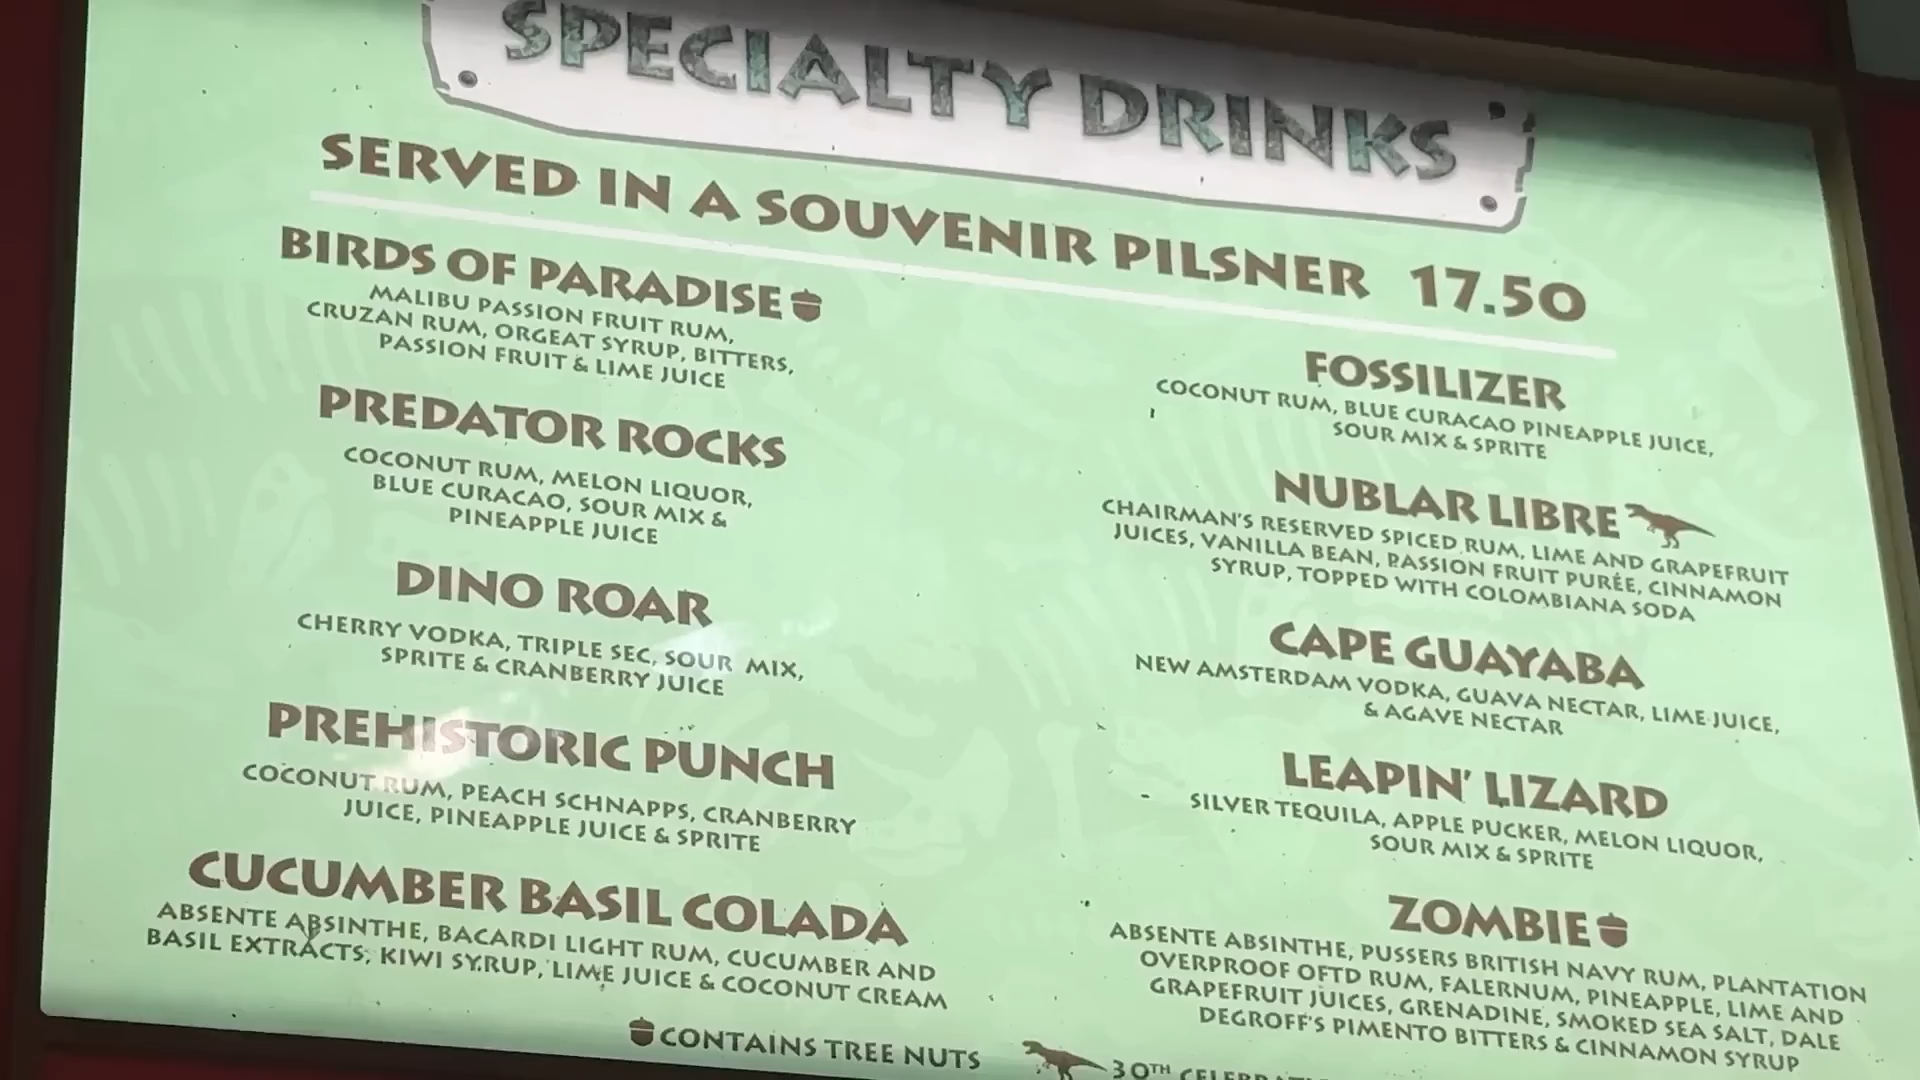 SPECIALTY DRINKS
SERVED IN A SOUVENIR PILSNER 17.50
BIRDS OF PARADISE
MALIBU PASSION FRUIT RUM,
CRUZAN RUM, ORGEAT SYRUP, BITTERS,
PASSION FRUIT & LIME JUICE
PREDATOR ROCKS
COCONUT RUM, MELON LIQUOR,
BLUE CURACAO, SOUR MIX &
PINEAPPLE JUICE
DINO ROAR
CHERRY VODKA, TRIPLE SEC, SOUR MIX,
SPRITE & CRANBERRY JUICE
PREHISTORIC PUNCH
COCONUT RUM, PEACH SCHNAPPS, CRANBERRY
JUICE, PINEAPPLE JUICE & SPRITE
CUCUMBER BASIL COLADA
ABSENTE ABSINTHE, BACARDI LIGHT RUM, CUCUMBER AND
BASIL EXTRACTS, KIWI SYRUP, LIME JUICE & COCONUT CREAM
FOSSILIZER
COCONUT RUM, BLUE CURACAO PINEAPPLE JUICE,
SOUR MIX & SPRITE
NUBLAR LIBRE
CHAIRMAN'S RESERVED SPICED RUM, LIME AND GRAPEFRUIT
JUICES, VANILLA BEAN, PASSION FRUIT PURÉE, CINNAMON
SYRUP, TOPPED WITH COLOMBIANA SODA
CAPE GUAYABA
NEW AMSTERDAM VODKA, GUAVA NECTAR, LIME JUICE,
& AGAVE NECTAR
LEAPIN' LIZARD
SILVER TEQUILA, APPLE PUCKER, MELON LIQUOR,
SOUR MIX & SPRITE
ZOMBIE
ABSENTE ABSINTHE, PUSSERS BRITISH NAVY RUM, PLANTATION
OVERPROOF OFTD RUM, FALERNUM, PINEAPPLE, LIME AND
GRAPEFRUIT JUICES, GRENADINE, SMOKED SEA SALT, DALE
DEGROFF'S PIMENTO BITTERS & CINNAMON SYRUP
CONTAINS TREE NUTS
30TH